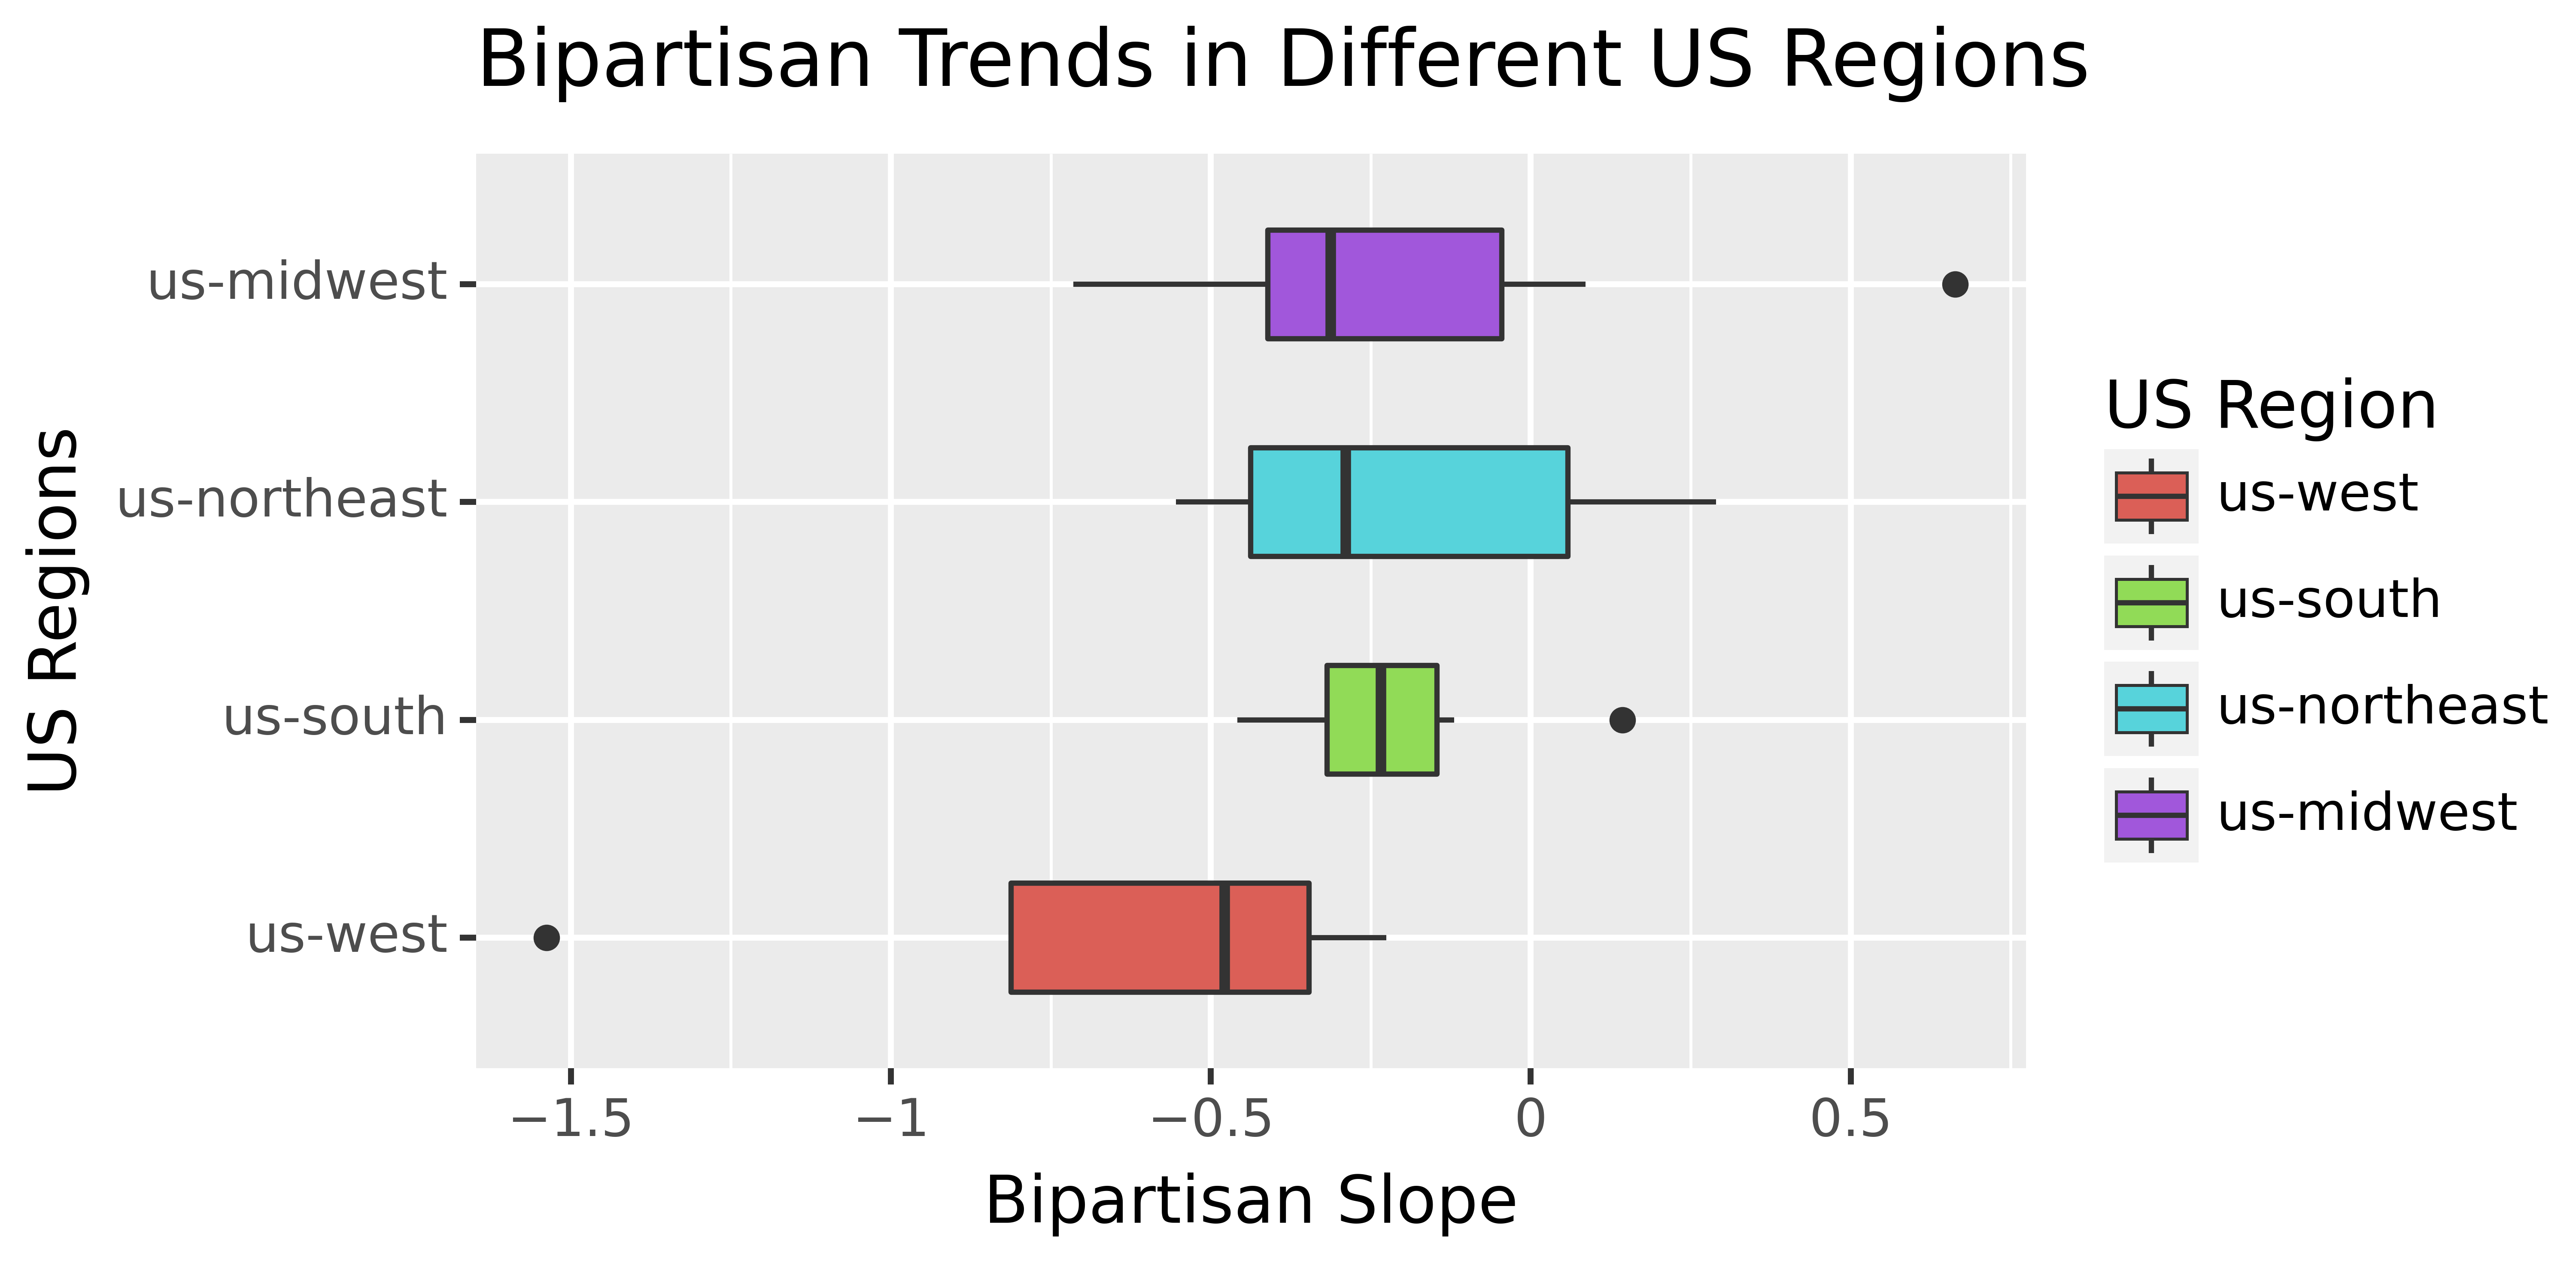 Bipartisan Trends in Different US Regions
US Regions
us-midwest
us-northeast
us-south
us-west
−1.5
−1
−0.5
0
0.5
Bipartisan Slope
US Region
us-west
us-south
us-northeast
us-midwest